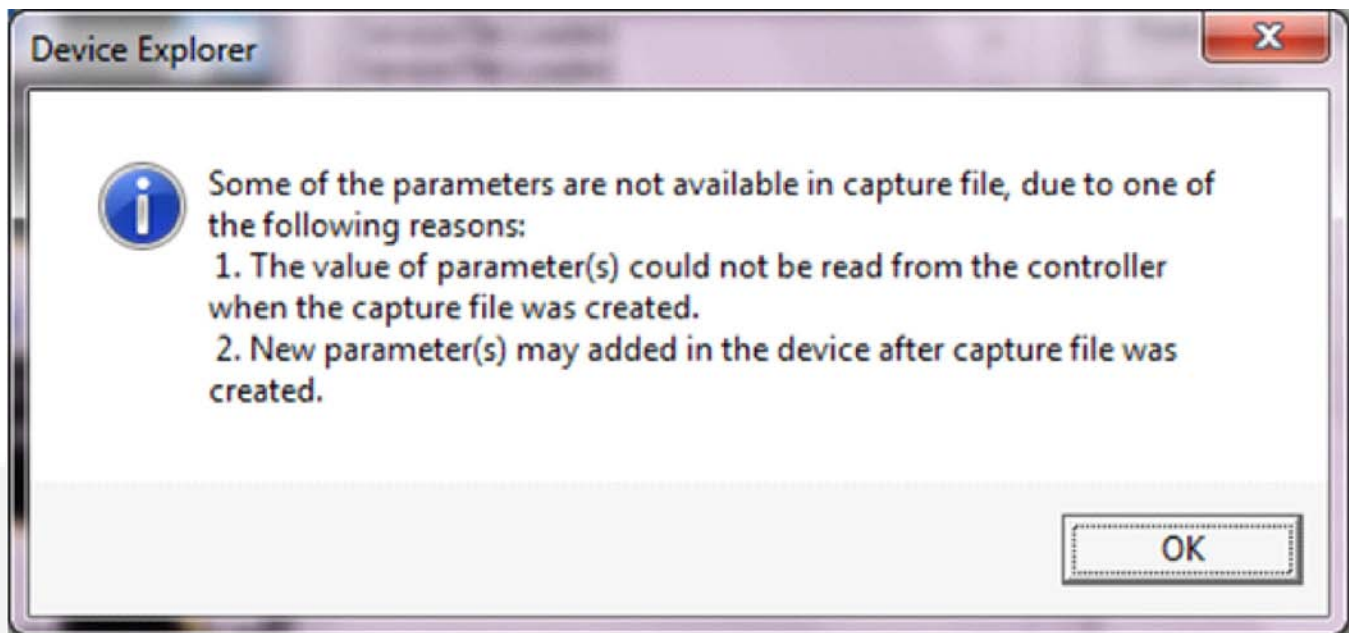 Device Explorer
Some of the parameters are not available in capture file, due to one of
the following reasons:
1. The value of parameter(s) could not be read from the controller
when the capture file was created.
2. New parameter(s) may added in the device after capture file was
created.
OK